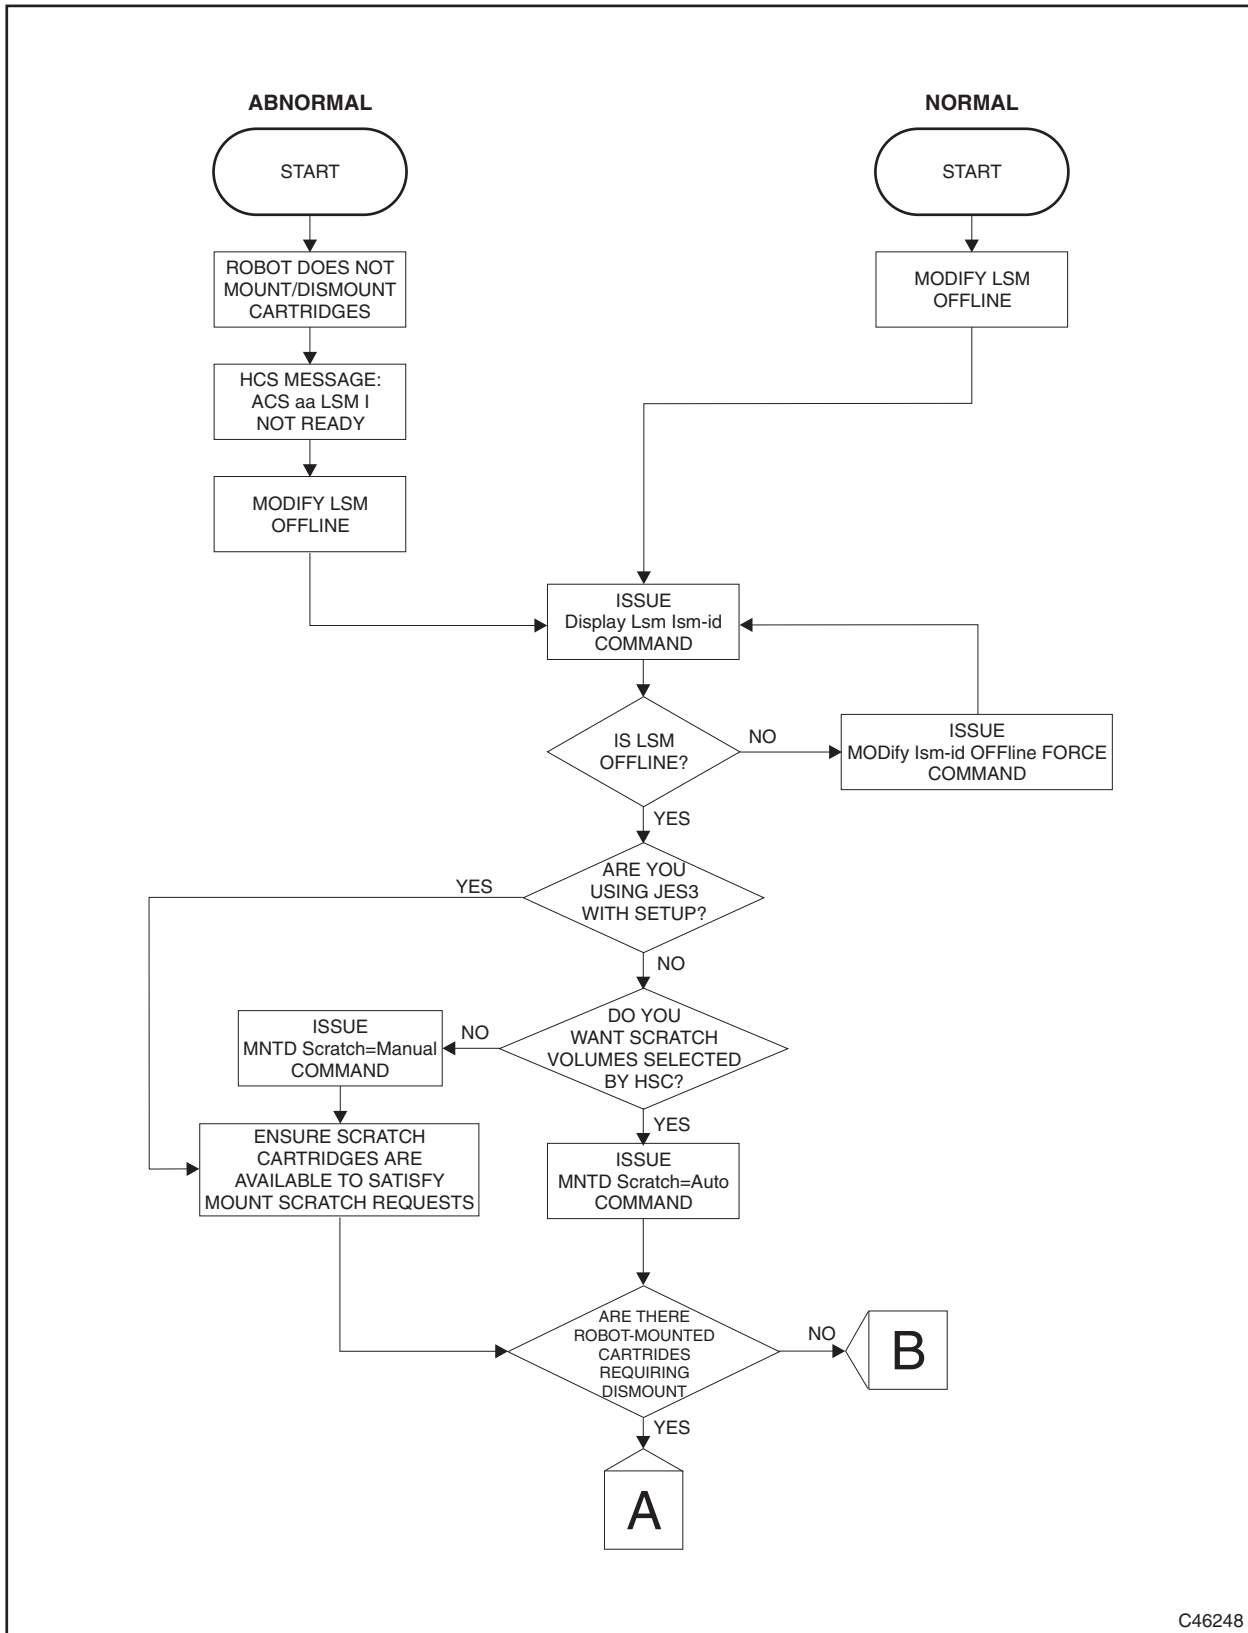 ABNORMAL
NORMAL
START
START
ROBOT DOES NOT
MOUNT/DISMOUNT
CARTRIDGES
MODIFY LSM
OFFLINE
HCS MESSAGE:
ACS aa LSM I
NOT READY
MODIFY LSM
OFFLINE
ISSUE
Display Lsm Ism-id
COMMAND
IS LSM
OFFLINE?
NO
ISSUE
MODify Ism-id OFFline FORCE
COMMAND
YES
ARE YOU
USING JES3
WITH SETUP?
YES
NO
DO YOU
WANT SCRATCH
VOLUMES SELECTED
BY HSC?
NO
ISSUE
MNTD Scratch=Manual
COMMAND
YES
ENSURE SCRATCH
CARTRIDGES ARE
AVAILABLE TO SATISFY
MOUNT SCRATCH REQUESTS
ISSUE
MNTD Scratch=Auto
COMMAND
ARE THERE
ROBOT-MOUNTED
CARTRIDES
REQUIRING
DISMOUNT
NO
B
YES
A
C46248